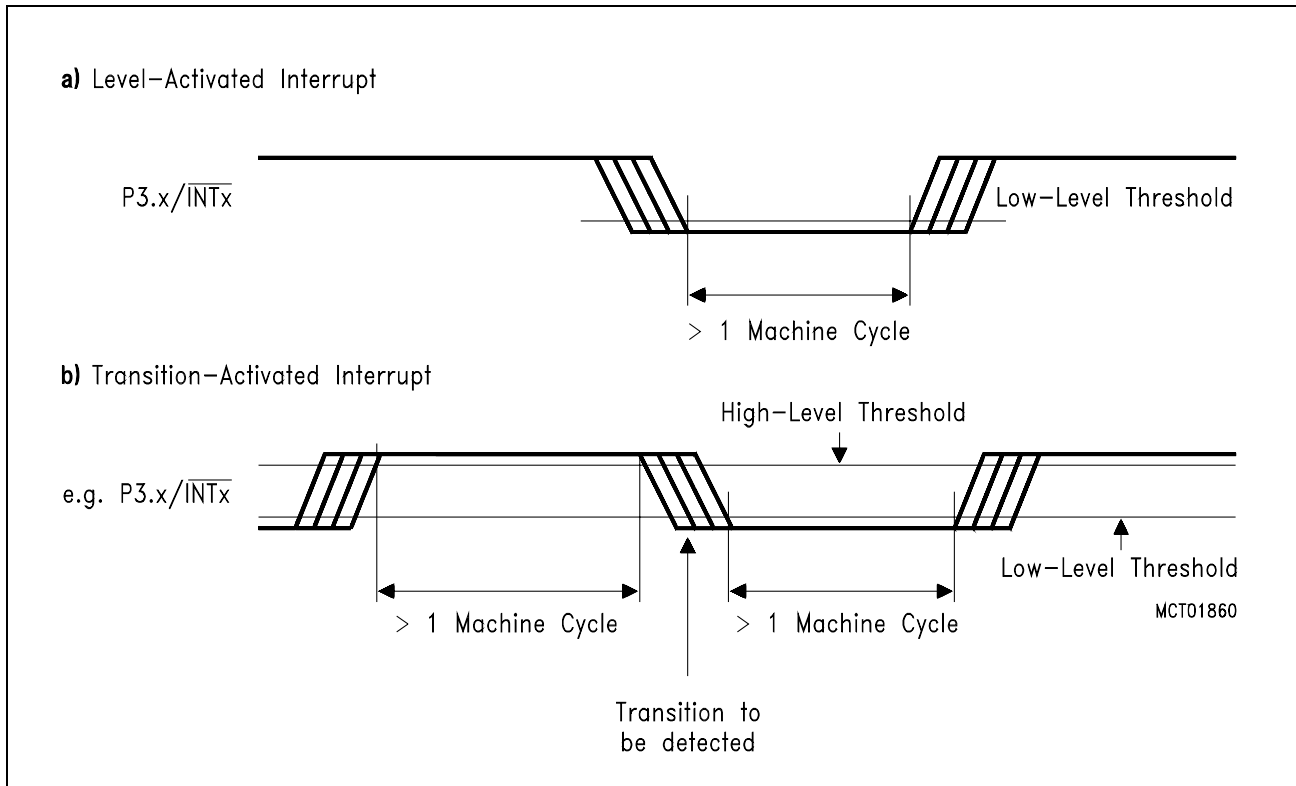 a) Level-Activated Interrupt
P3.x/INTx
Low-Level Threshold
> 1 Machine Cycle
b) Transition-Activated Interrupt
High-Level Threshold
e.g. P3.x/INTx
Low-Level Threshold
MCT01860
> 1 Machine Cycle
> 1 Machine Cycle
Transition to
be detected